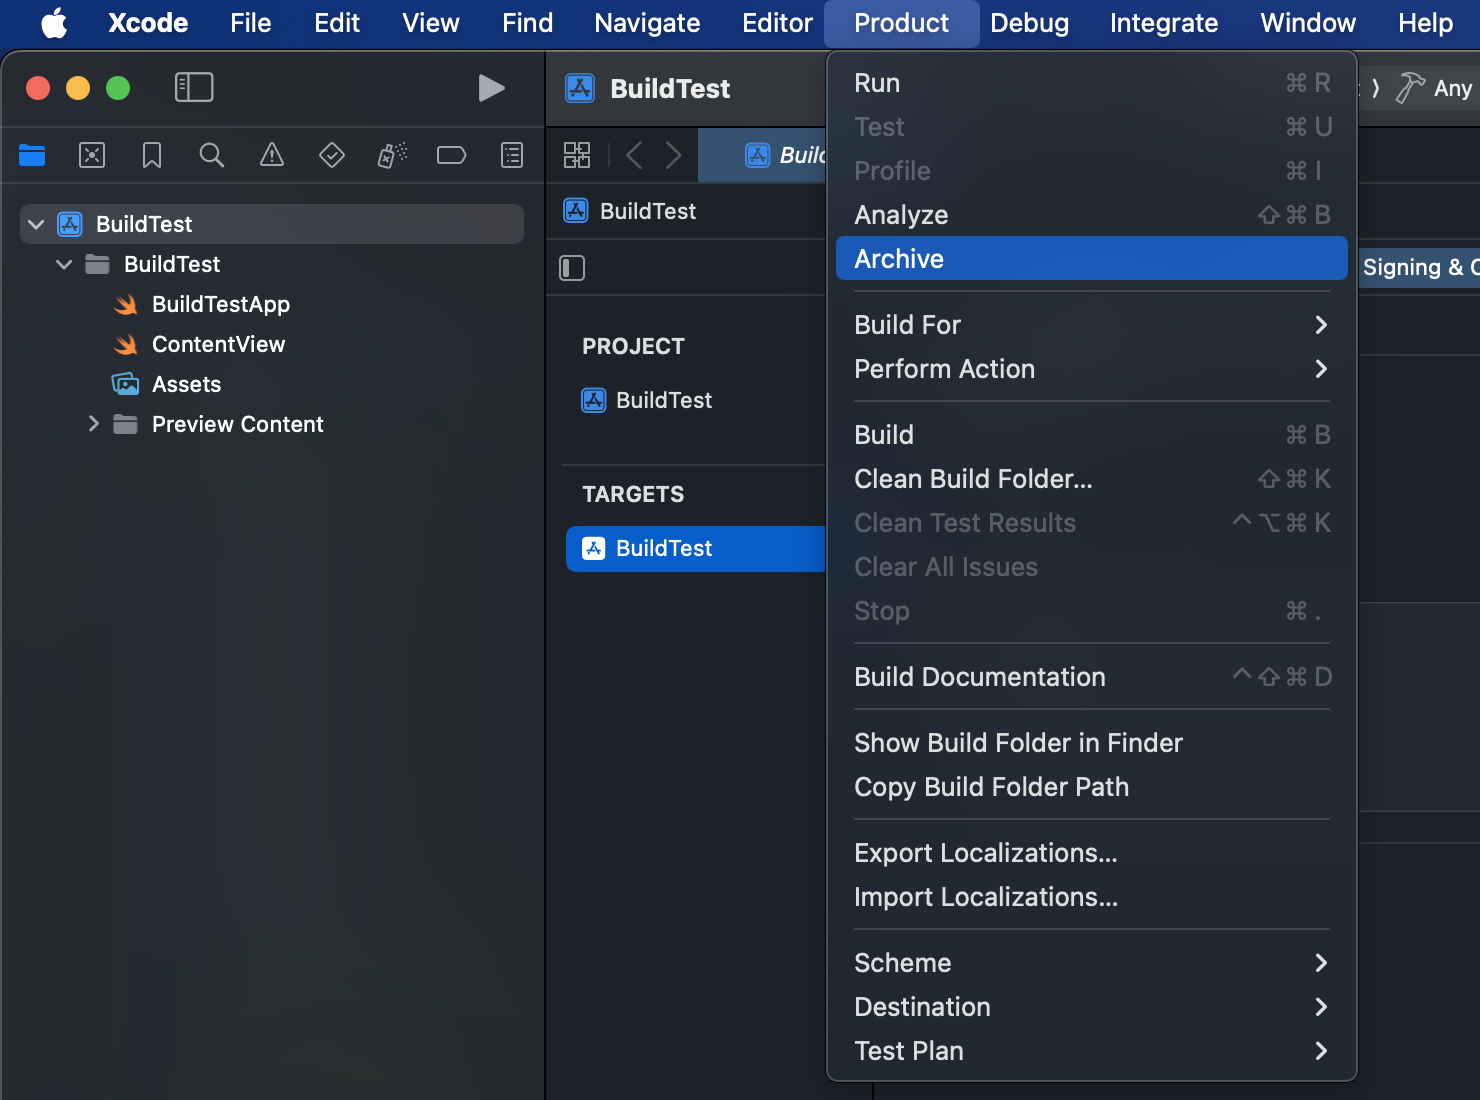 Xcode File Edit View Find Navigate Editor Product Debug Integrate Window Help
BuildTest
Any
BuildTest
BuildTest
BuildTestApp
ContentView
Assets
Preview Content
BuildTest
PROJECT
BuildTest
TARGETS
BuildTest
Run ⌘ R
Test ⌘ U
Profile ⌘ I
Analyze ⇧ ⌘ B
Archive
Build For
Perform Action
Build ⌘ B
Clean Build Folder... ⇧ ⌘ K
Clean Test Results ^ ⌥ ⌘ K
Clear All Issues
Stop ⌘ .
Build Documentation ^ ⇧ ⌘ D
Show Build Folder in Finder
Copy Build Folder Path
Export Localizations...
Import Localizations...
Scheme
Destination
Test Plan
Signing &